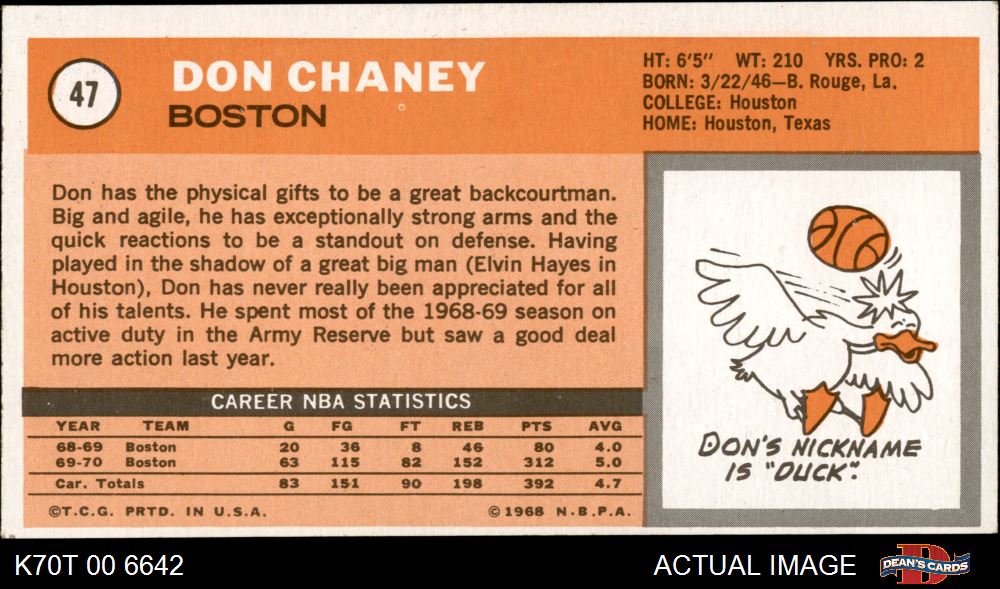 47
DON CHANEY
BOSTON
HT: 6'5" WT: 210 YRS. PRO: 2
BORN: 3/22/46—B. Rouge, La.
COLLEGE: Houston
HOME: Houston, Texas
Don has the physical gifts to be a great backcourtman.
Big and agile, he has exceptionally strong arms and the
quick reactions to be a standout on defense. Having
played in the shadow of a great big man (Elvin Hayes in
Houston), Don has never really been appreciated for all
of his talents. He spent most of the 1968-69 season on
active duty in the Army Reserve but saw a good deal
more action last year.
CAREER NBA STATISTICS
YEAR TEAM G FG FT REB PTS AVG
68-69 Boston 20 36 8 46 80 4.0
69-70 Boston 63 115 82 152 312 5.0
Car. Totals 83 151 90 198 392 4.7
©T.C.G. PRTD. IN U.S.A. ©1968 N.B.P.A.
DON'S NICKNAME
IS "DUCK".
K70T 00 6642
ACTUAL IMAGE
D
DEAN'S CARDS